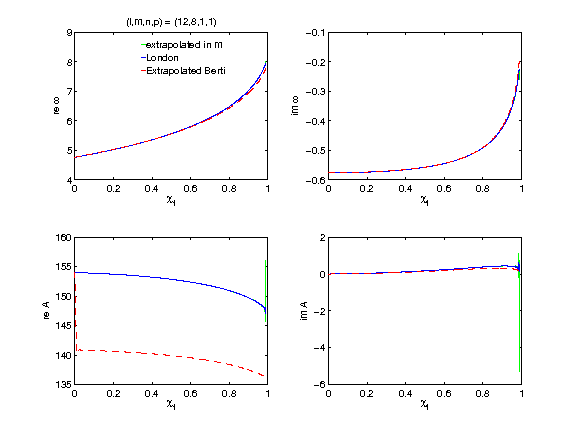 (l,m,n,p) = (12,8,1,1)
extrapolated in m
London
Extrapolated Berti
re ω
9
8
7
6
5
4
0 0.2 0.4 0.6 0.8 1
χf
im ω
−0.1
−0.2
−0.3
−0.4
−0.5
−0.6
0 0.2 0.4 0.6 0.8 1
χf
re A
160
155
150
145
140
135
0 0.2 0.4 0.6 0.8 1
χf
im A
2
0
−2
−4
−6
0 0.2 0.4 0.6 0.8 1
χf